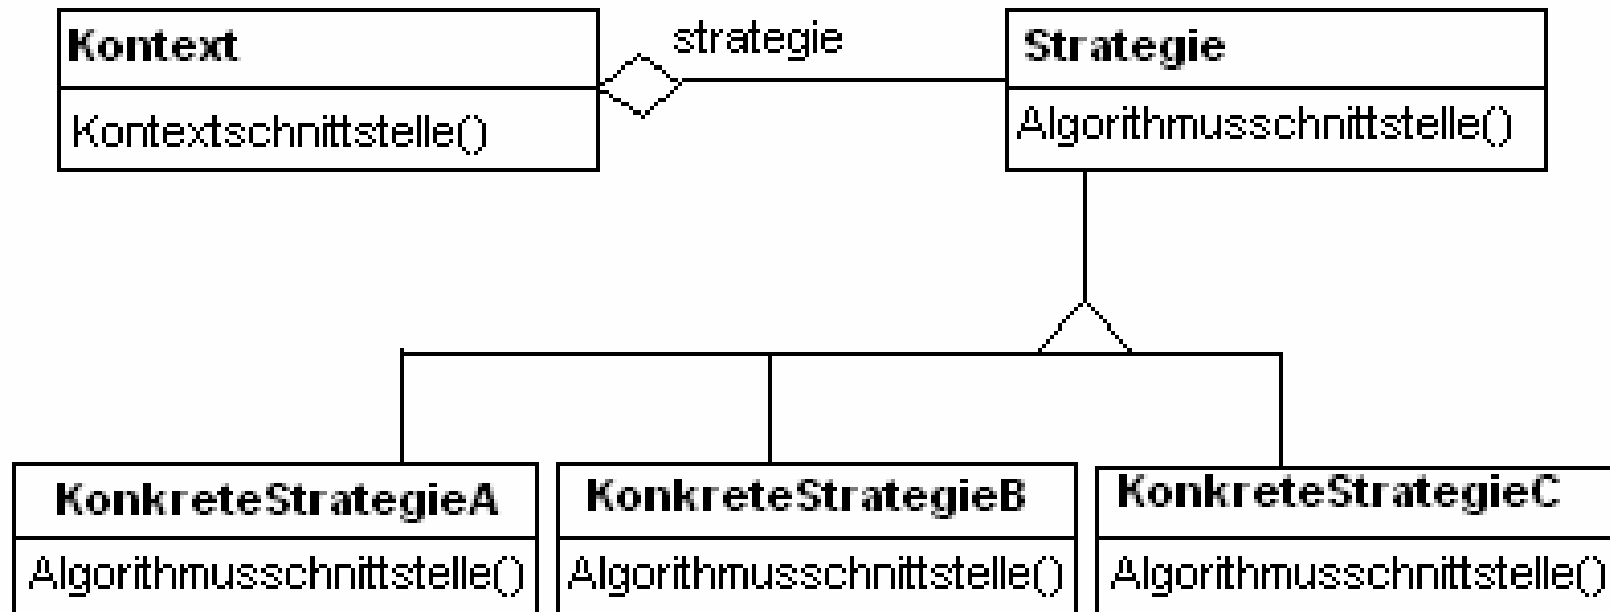 Kontext
Kontextschnittstelle()
strategie
Strategie
Algorithmusschnittstelle()
KonkreteStrategieA
Algorithmusschnittstelle()
KonkreteStrategieB
Algorithmusschnittstelle()
KonkreteStrategieC
Algorithmusschnittstelle()